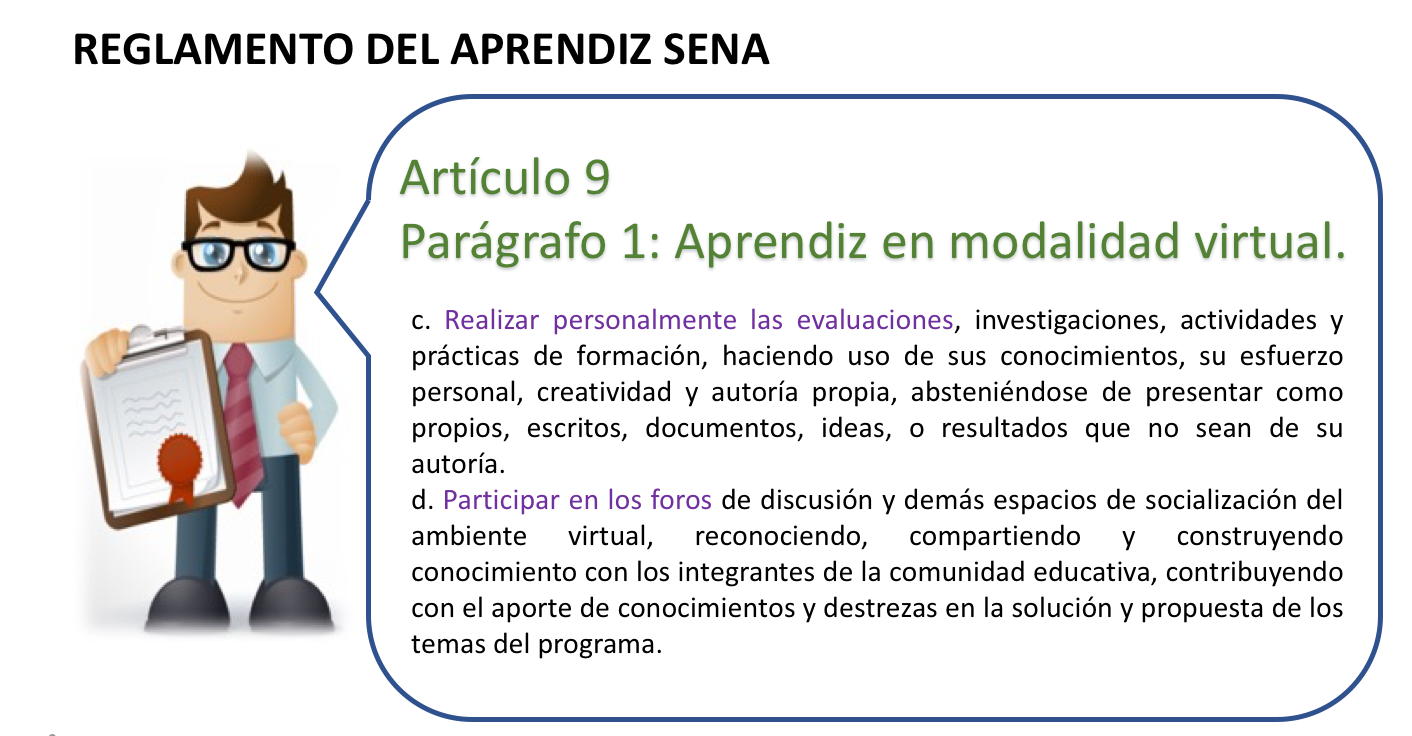 REGLAMENTO DEL APRENDIZ SENA
Artículo 9
Parágrafo 1: Aprendiz en modalidad virtual.
c. Realizar personalmente las evaluaciones, investigaciones, actividades y
prácticas de formación, haciendo uso de sus conocimientos, su esfuerzo
personal, creatividad y autoría propia, absteniéndose de presentar como
propios, escritos, documentos, ideas, o resultados que no sean de su
autoría.
d. Participar en los foros de discusión y demás espacios de socialización del
ambiente virtual, reconociendo, compartiendo y construyendo
conocimiento con los integrantes de la comunidad educativa, contribuyendo
con el aporte de conocimientos y destrezas en la solución y propuesta de los
temas del programa.